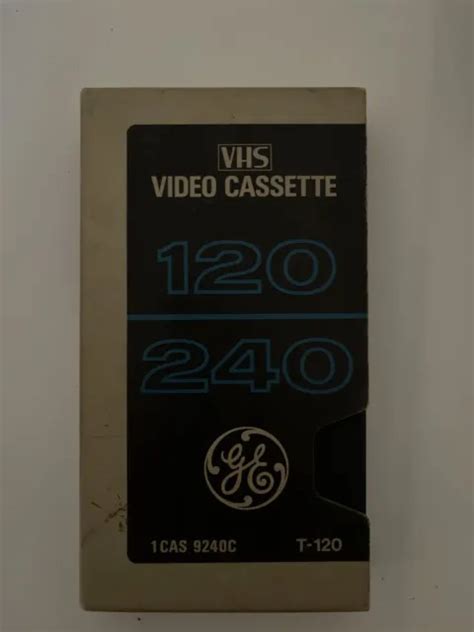 VHS
VIDEO CASSETTE
120
240
GE
1CAS 9240C T-120